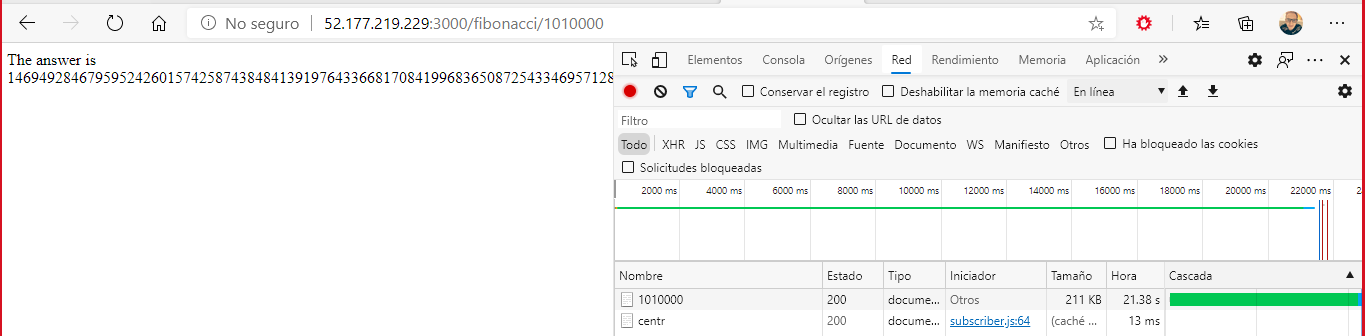 No seguro | 52.177.219.229:3000/fibonacci/1010000
The answer is
1469492846795952426015742587438484139197643366817084199683650872543346957128
Elementos Consola Orígenes Red Rendimiento Memoria Aplicación »
Conservar el registro Deshabilitar la memoria caché En línea
Filtro Ocultar las URL de datos
Todo XHR JS CSS IMG Multimedia Fuente Documento WS Manifiesto Otros Ha bloqueado las cookies
Solicitudes bloqueadas
2000 ms 4000 ms 6000 ms 8000 ms 10000 ms 12000 ms 14000 ms 16000 ms 18000 ms 20000 ms 22000 ms 2
Nombre Estado Tipo Iniciador Tamaño Hora Cascada
1010000 200 docume... Otros 211 KB 21.38 s
centr 200 docume... subscriber.js:64 (caché ... 13 ms